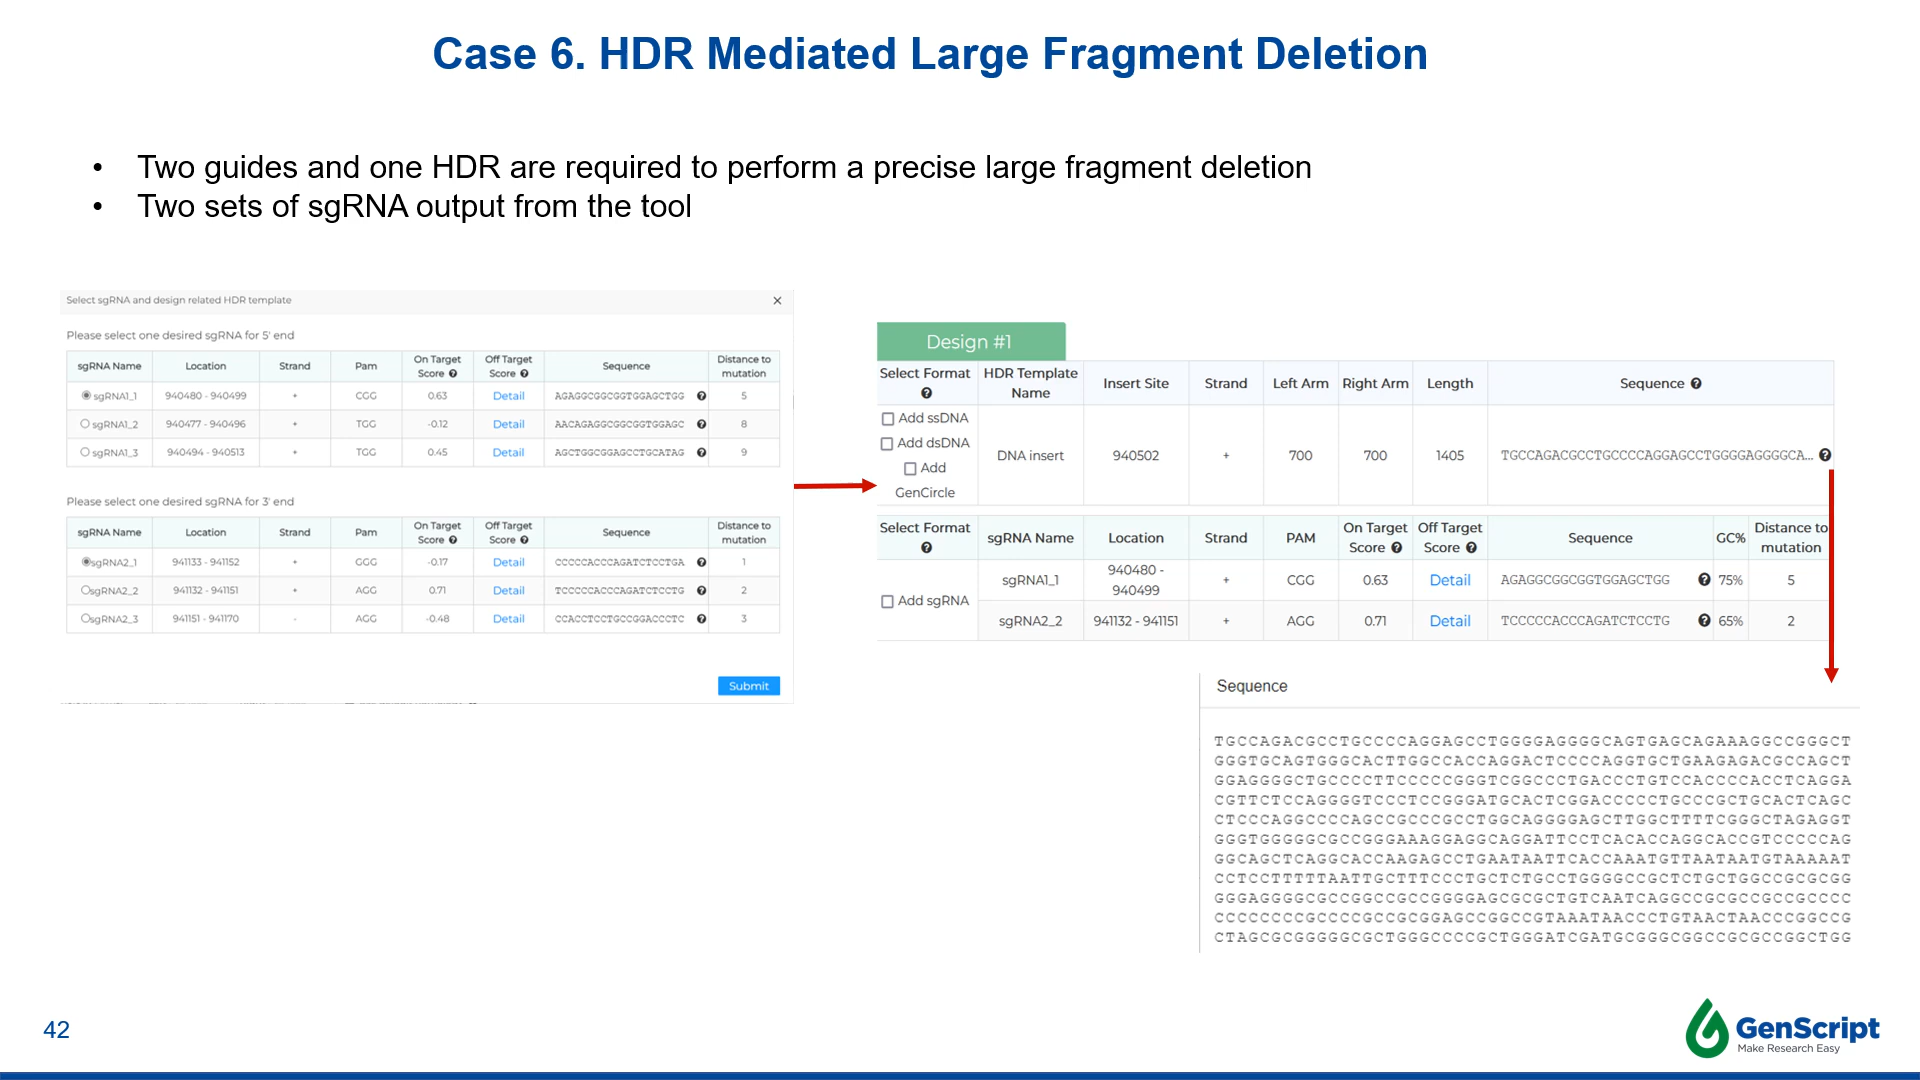 Case 6. HDR Mediated Large Fragment Deletion
• Two guides and one HDR are required to perform a precise large fragment deletion
• Two sets of sgRNA output from the tool
Select sgRNA and design related HDR template ×
Please select one desired sgRNA for 5' end
sgRNA Name Location Strand Pam On Target Score Off Target Score Sequence Distance to mutation
sgRNA1_1 940480 - 940499 + CGG 0.63 Detail AGAGGCGGCGGTGGAGCTGG 5
sgRNA1_2 940477 - 940496 + TGG -0.12 Detail AACAGAGGCGGCGGTGGAGC 8
sgRNA1_3 940494 - 940513 + TGG 0.45 Detail AGCTGGCGGAGCCTGCATAG 9
Please select one desired sgRNA for 3' end
sgRNA Name Location Strand Pam On Target Score Off Target Score Sequence Distance to mutation
sgRNA2_1 941133 - 941152 + GGG -0.17 Detail CCCCCACCCAGATCTCCTGA 1
sgRNA2_2 941132 - 941151 + AGG 0.71 Detail TCCCCCACCCAGATCTCCTG 2
sgRNA2_3 941151 - 941170 - AGG -0.48 Detail CCACCTCCTGCCGGACCCTC 3
Submit
Design #1
Select Format HDR Template Name Insert Site Strand Left Arm Right Arm Length Sequence
Add ssDNA
Add dsDNA
Add GenCircle
DNA insert 940502 + 700 700 1405 TGCCAGACGCCTGCCCCAGGAGCCTGGGGAGGGGCA...
Select Format sgRNA Name Location Strand PAM On Target Score Off Target Score Sequence GC% Distance to mutation
Add sgRNA
sgRNA1_1 940480 - 940499 + CGG 0.63 Detail AGAGGCGGCGGTGGAGCTGG 75% 5
sgRNA2_2 941132 - 941151 + AGG 0.71 Detail TCCCCCACCCAGATCTCCTG 65% 2
Sequence
TGCCAGACGCCTGCCCCAGGAGCCTGGGGAGGGGCAGTGAGCAGAAAGGCCGGGCT
GGGTGCAGTGGGCACTTGGCCACCAGGACTCCCCAGGTGCTGAAGAGACGCCAGCT
GGAGGGGCTGCCCCTTCCCCCGGGTCGGCCCTGACCCTGTCCACCCCACCTCAGGA
CGTTCTCCAGGGGTCCCTCCGGGATGCACTCGGACCCCCTGCCCGCTGCACTCAGC
CTCCCAGGCCCCAGCCGCCCGCCTGGCAGGGGAGCTTGGCTTTTCGGGCTAGAGGT
GGGTGGGGGCGCCGGGAAAGGAGGCAGGATTCCTCACACCAGGCACCGTCCCCCAG
GGCAGCTCAGGCACCAAGAGCCTGAATAATTCACCAAATGTTAATAATGTAAAAAT
CCTCCTTTTTAATTGCTTTCCCTGCTCTGCCTGGGGCCGCTCTGCTGGCCGCGCGG
GGGAGGGGCGCCGGCCGCCGGGGAGCGCGCTGTCAATCAGGCCGCGCCGCCGCCCC
CCCCCCCCGCCCCGCCGCGGAGCCGGCCGTAAATAACCCTGTAACTAACCCGGCCG
CTAGCGCGGGGGCGCTGGGCCCCGCTGGGATCGATGCGGGCGGCCGCGCCGGCTGG
42
GenScript
Make Research Easy